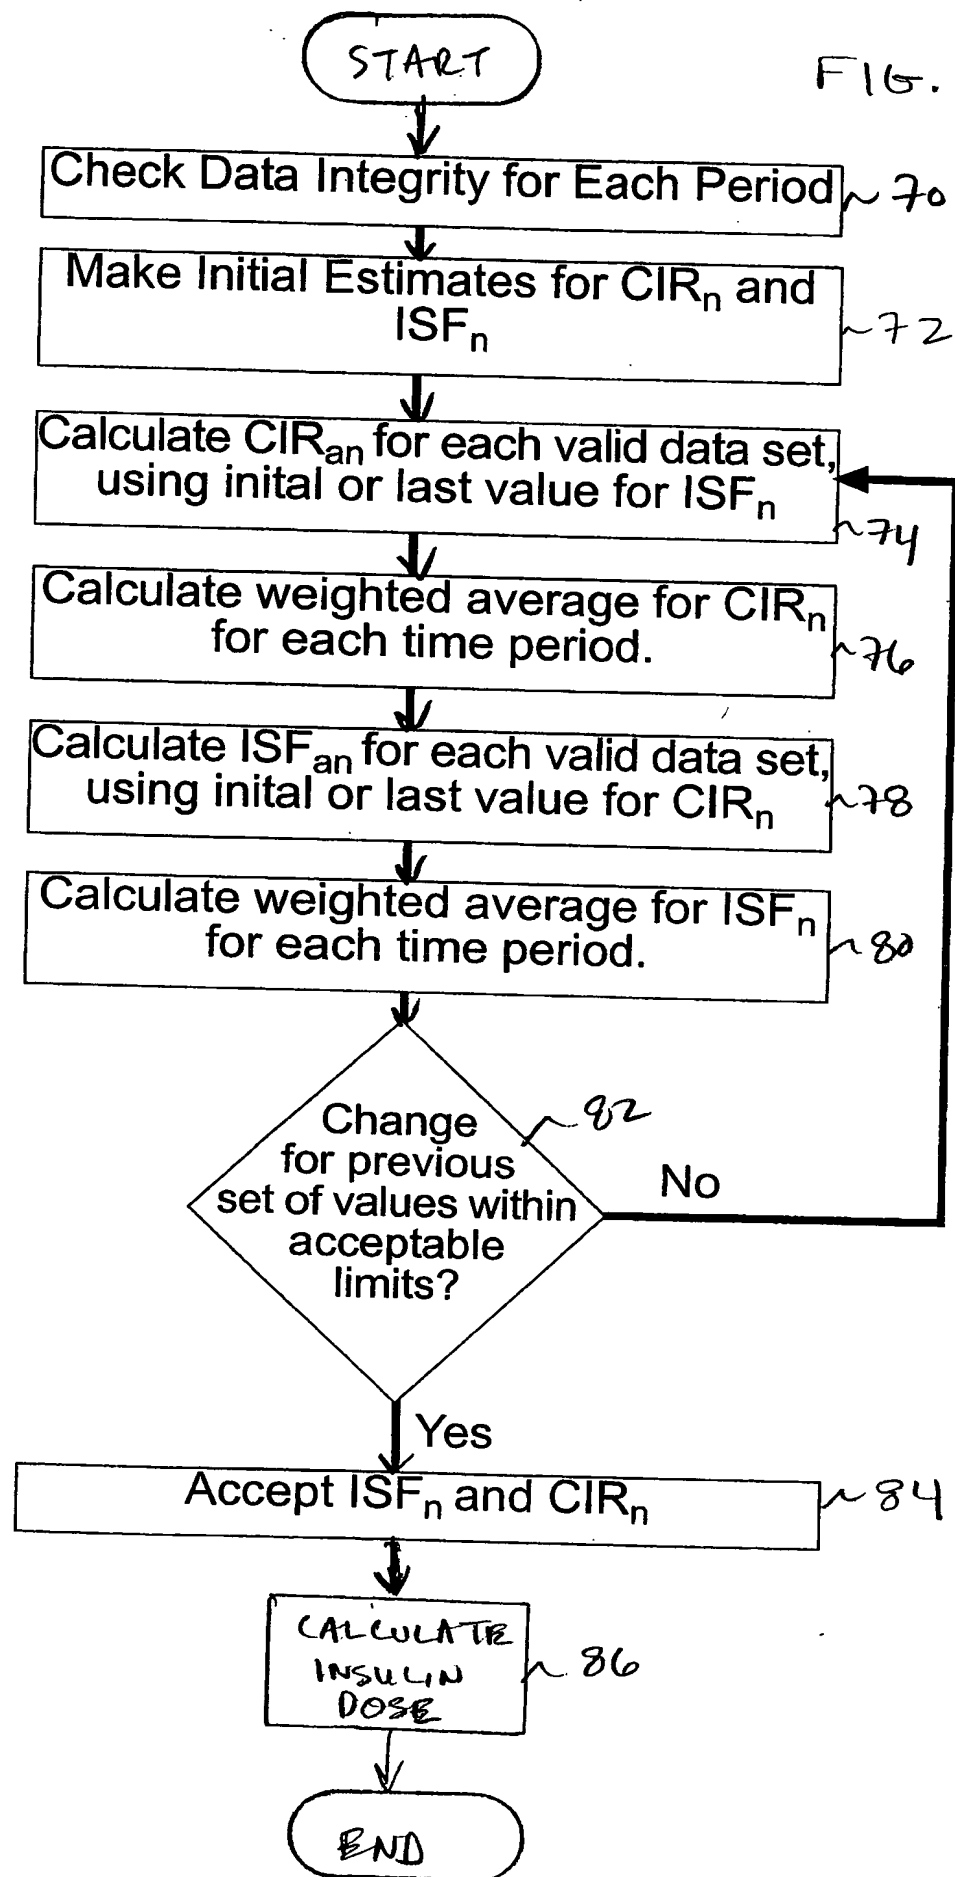 START
FIG.
Check Data Integrity for Each Period
70
Make Initial Estimates for CIRn and
ISFn
72
Calculate CIRan for each valid data set,
using inital or last value for ISFn
74
Calculate weighted average for CIRn
for each time period.
76
Calculate ISFan for each valid data set,
using inital or last value for CIRn
78
Calculate weighted average for ISFn
for each time period.
80
Change
for previous
set of values within
acceptable
limits?
82
No
Yes
Accept ISFn and CIRn
84
CALCULATE
INSULIN
DOSE
86
END